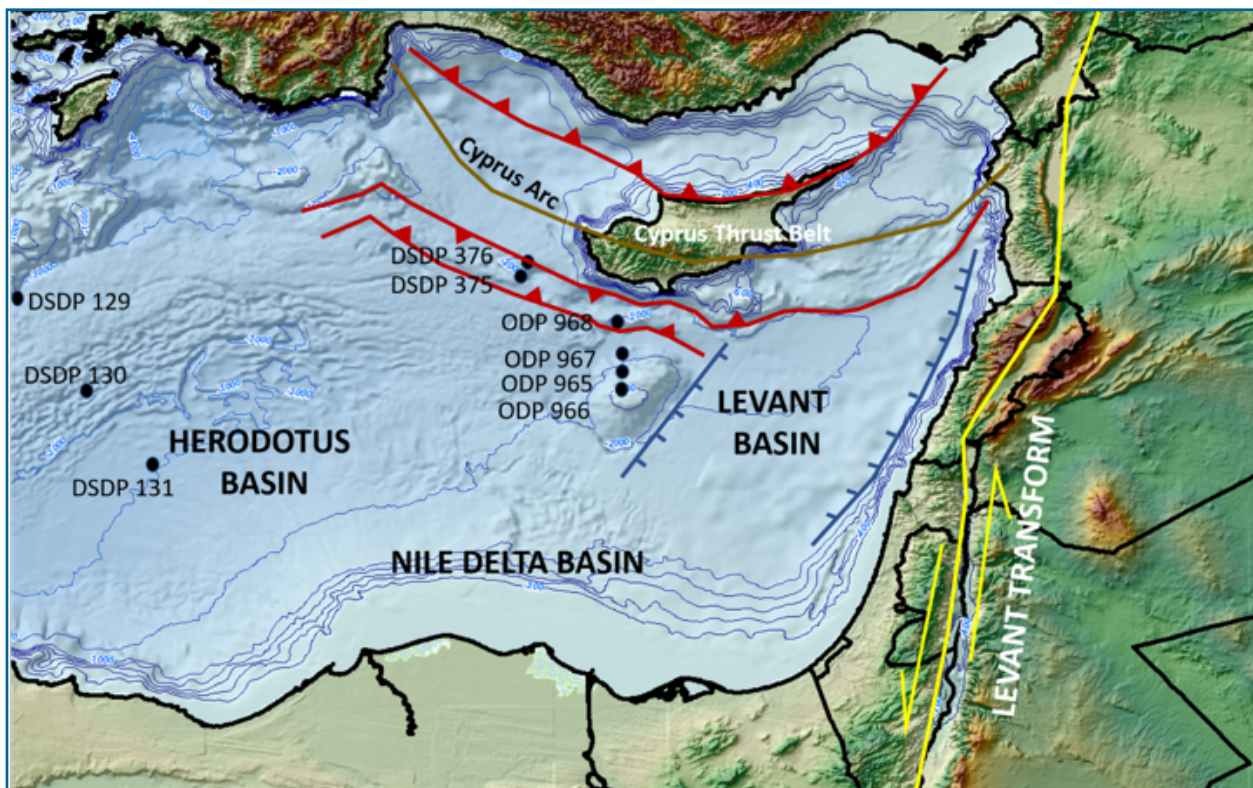 Cyprus Arc
Cyprus Thrust Belt
DSDP 376
DSDP 375
DSDP 129
ODP 968
ODP 967
ODP 965
ODP 966
DSDP 130
LEVANT
BASIN
HERODOTUS
BASIN
DSDP 131
NILE DELTA BASIN
LEVANT TRANSFORM